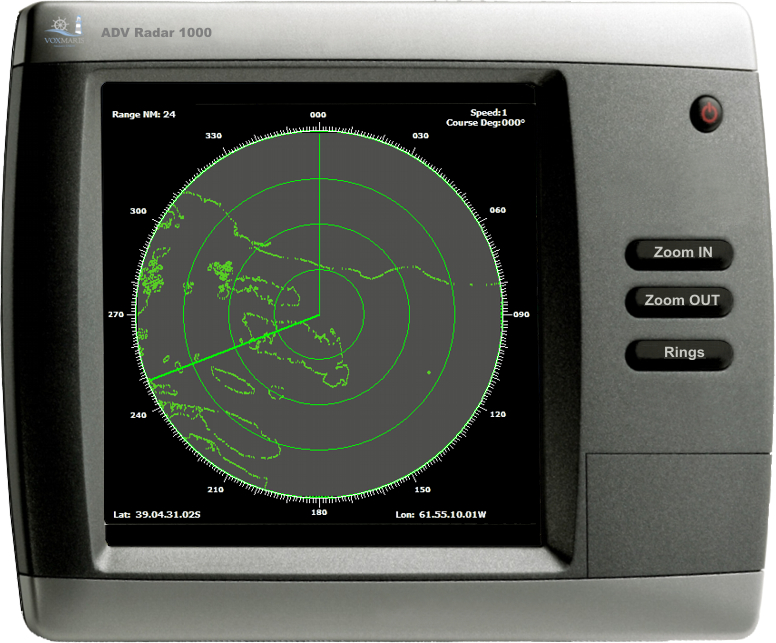 VOXMARIS
ADV Radar 1000
Range NM: 24
Speed:1
Course Deg:000°
000
330
030
300
060
270
090
240
120
210
150
180
Lat: 39.04.31.02S
Lon: 61.55.10.01W
Zoom IN
Zoom OUT
Rings